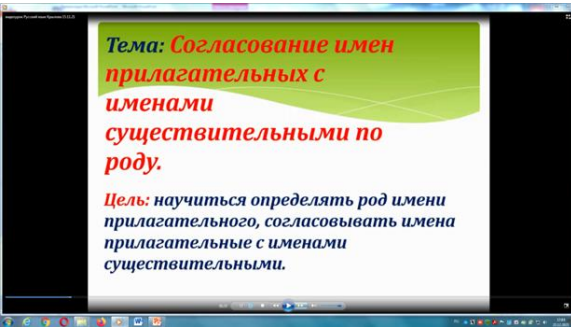 Тема: Согласование имен
прилагательных с
именами
существительными по
роду.
Цель: научиться определять род имени
прилагательного, согласовывать имена
прилагательные с именами
существительными.